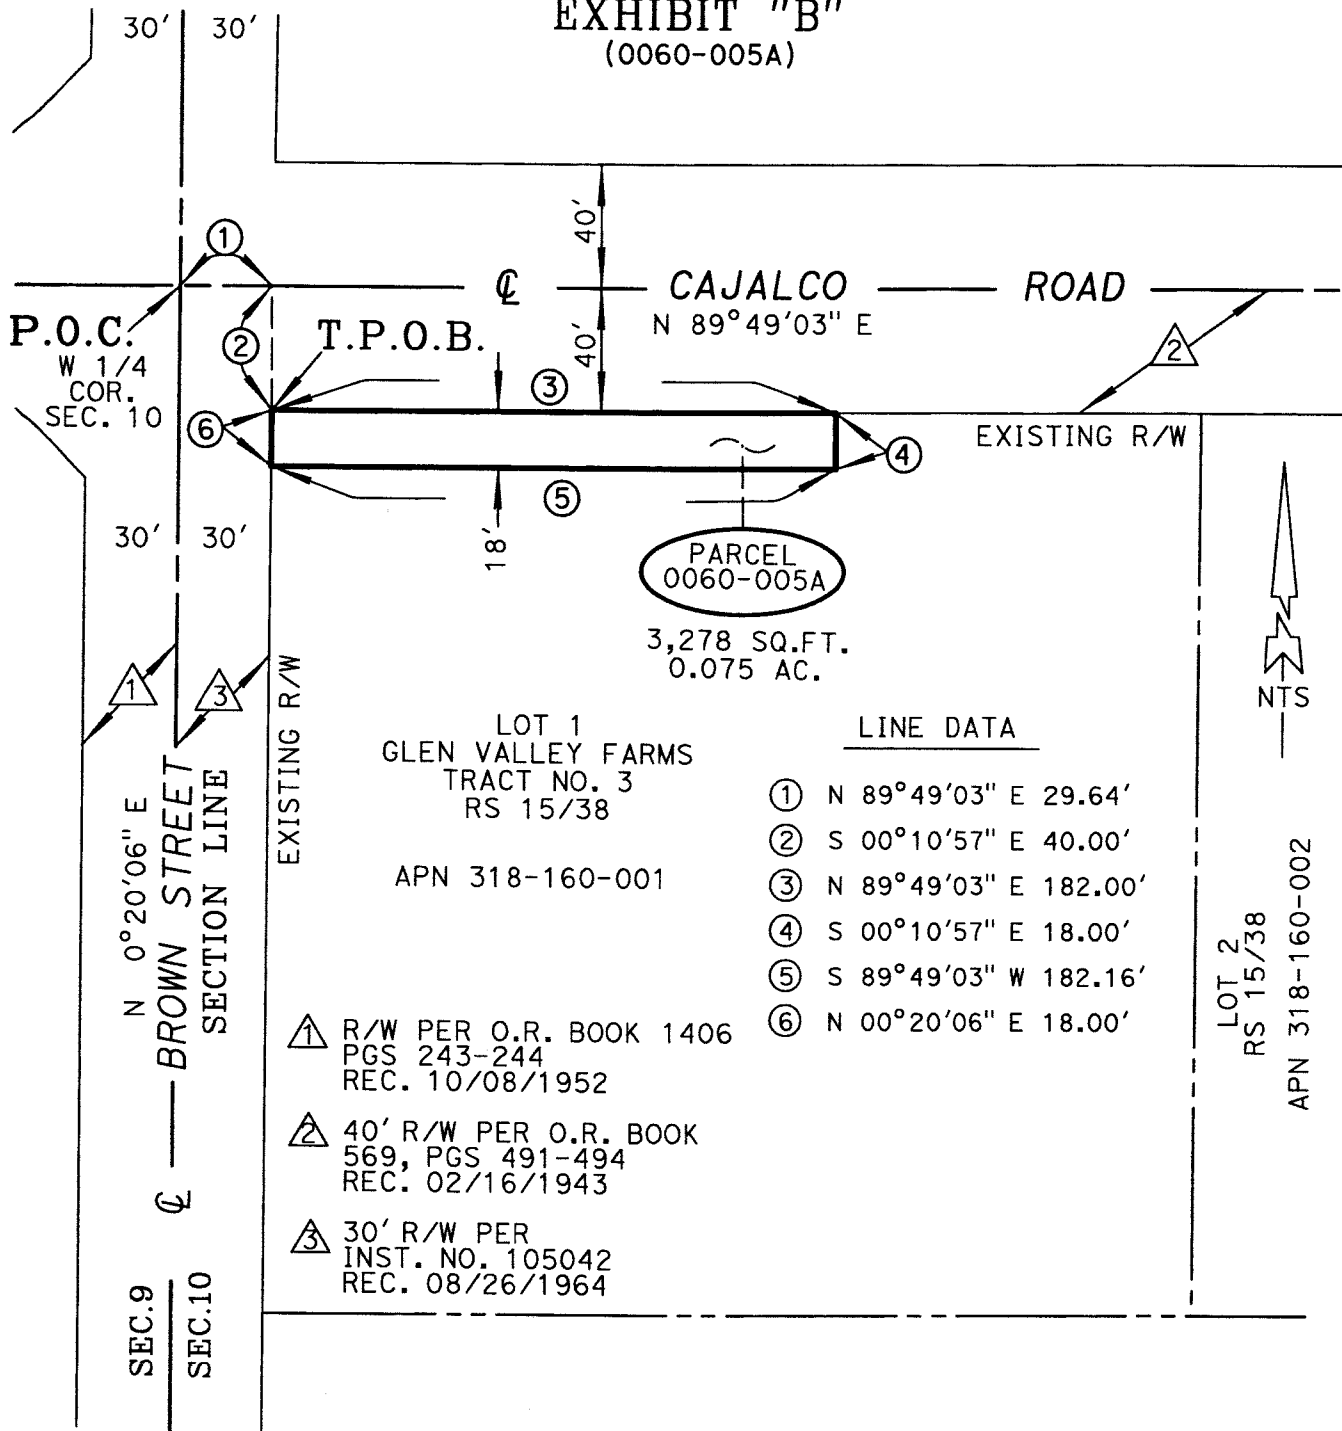 EXHIBIT "B"
(0060-005A)
30' 30'
40'
1
℄ CAJALCO ROAD
N 89°49'03" E
P.O.C.
W 1/4
COR.
SEC. 10
2
T.P.O.B.
40'
2
3
6
EXISTING R/W
4
5
18'
30' 30'
PARCEL
0060-005A
3,278 SQ.FT.
0.075 AC.
1
3
NTS
EXISTING R/W
LOT 1
GLEN VALLEY FARMS
TRACT NO. 3
RS 15/38
APN 318-160-001
LINE DATA
1 N 89°49'03" E 29.64'
2 S 00°10'57" E 40.00'
3 N 89°49'03" E 182.00'
4 S 00°10'57" E 18.00'
5 S 89°49'03" W 182.16'
6 N 00°20'06" E 18.00'
N 0°20'06" E
℄ BROWN STREET
SECTION LINE
LOT 2
RS 15/38
APN 318-160-002
1 R/W PER O.R. BOOK 1406
PGS 243-244
REC. 10/08/1952
2 40' R/W PER O.R. BOOK
569, PGS 491-494
REC. 02/16/1943
3 30' R/W PER
INST. NO. 105042
REC. 08/26/1964
SEC.9
SEC.10